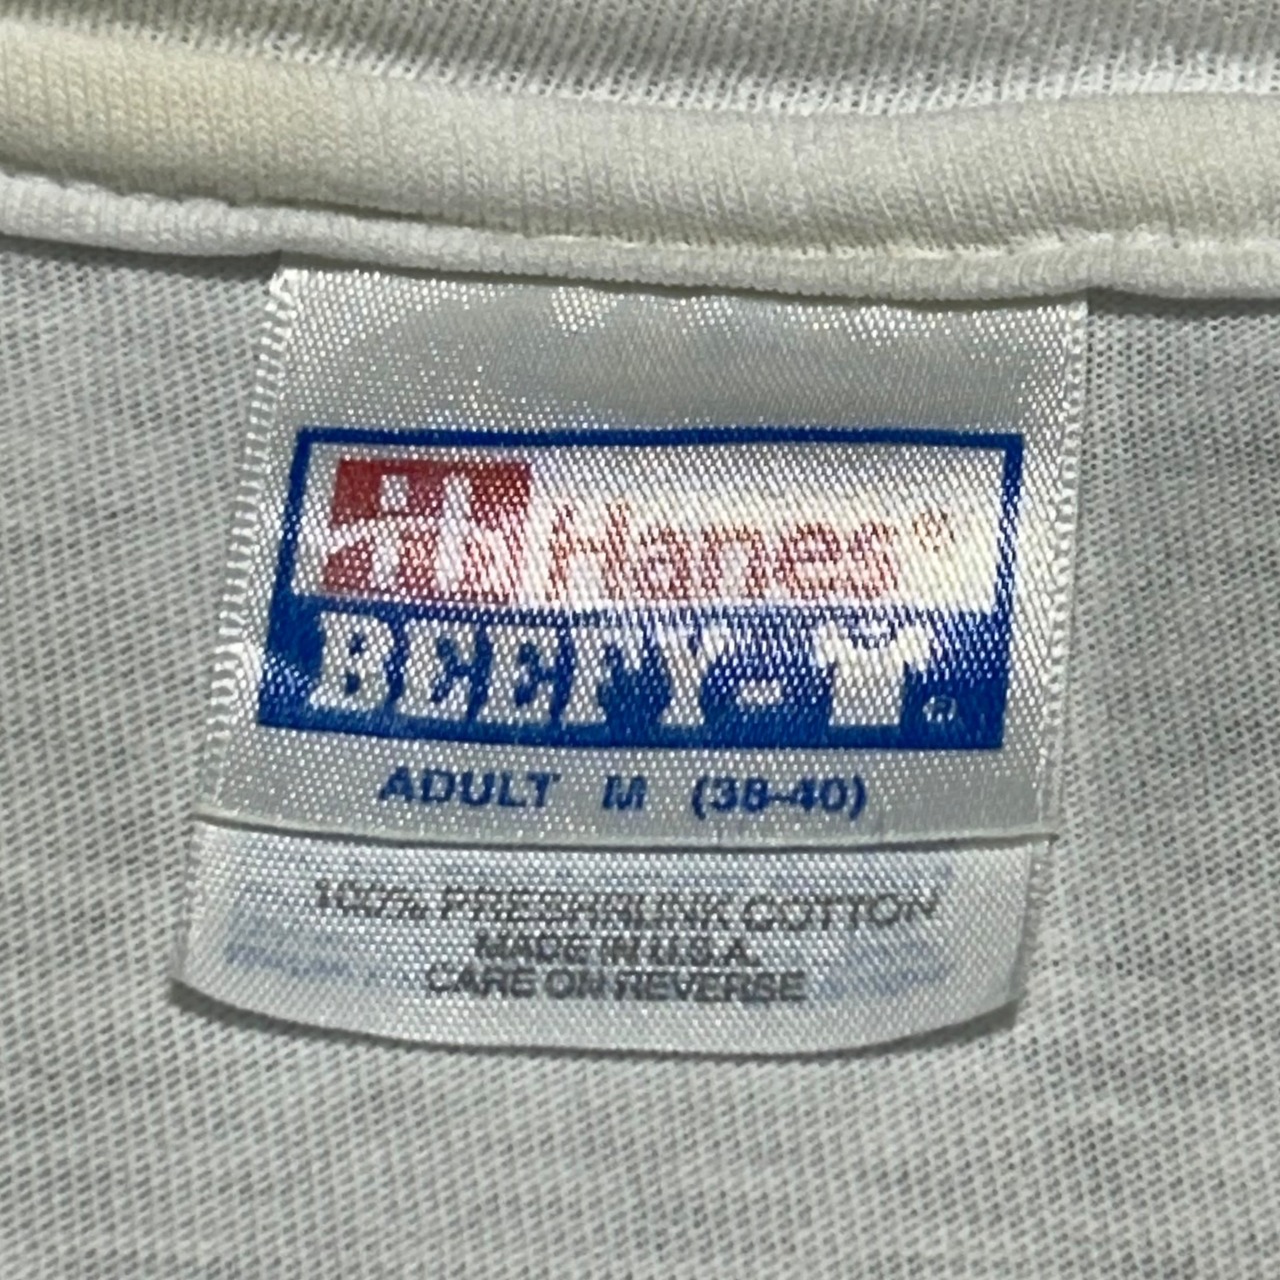 Hanes®
BEEFY-T®
ADULT M (38-40)
100% PRESHRUNK COTTON
MADE IN U.S.A.
CARE ON REVERSE